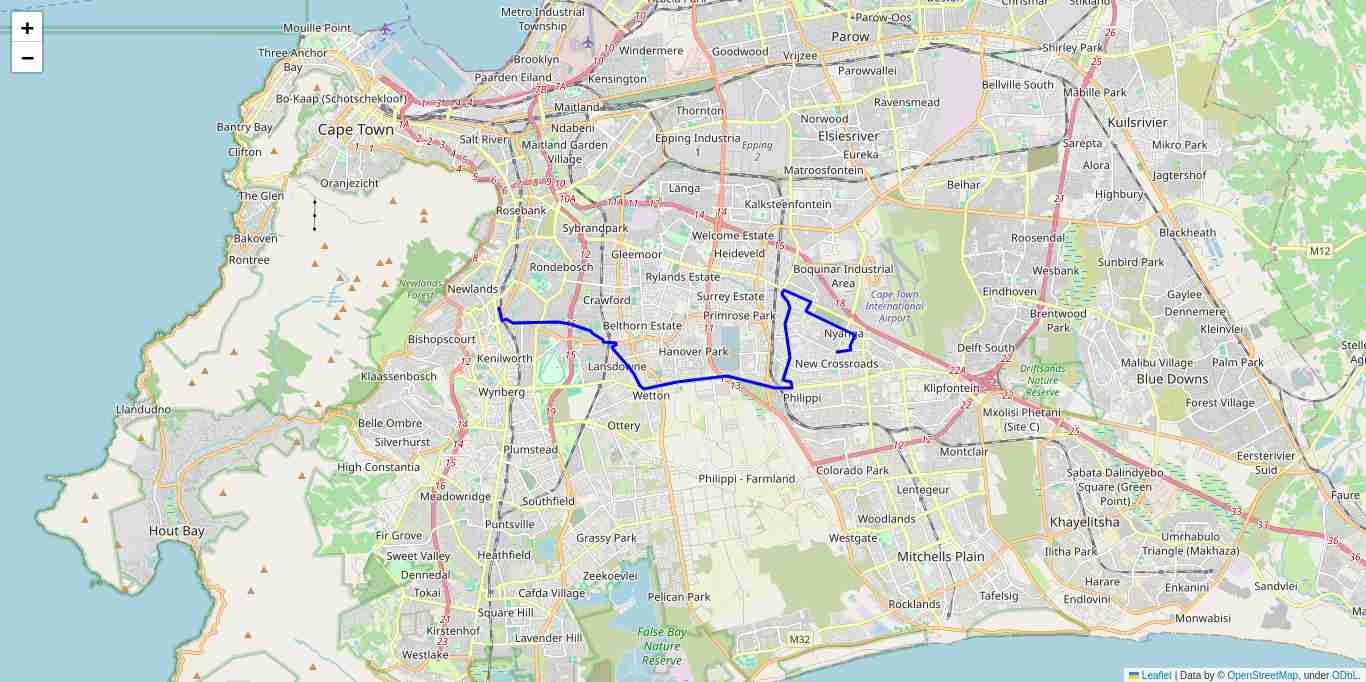 +
−
Mouille Point
Three Anchor
Bay
Bo-Kaap (Schotschekloof)
Bantry Bay
Clifton
Cape Town
Oranjezicht
The Glen
Bakoven
Rontree
Metro Industrial
Township
Brooklyn
Paarden Eiland
Windermere
Kensington
Maitland
Salt River
Ndabeni
Maitland Garden
Village
Goodwood
Vrijzee
Parow-Oos
Parow
Parowvallei
Thornton
Epping Industria
1
Epping
2
Norwood
Elsiesriver
Eureka
Matroosfontein
Ravensmead
Bellville South
Shirley Park
Mabille Park
Kuilsrivier
Sarepta
Alora
Mikro Park
Jagtershof
Highbury
Belhar
Langa
Kalksteenfontein
Rosebank
Sybrandpark
Welcome Estate
Gleemoor
Heideveld
Rondebosch
Rylands Estate
Boquinar Industrial
Area
Newlands
Newlands
Forest
Crawford
Surrey Estate
Primrose Park
Cape Town
International
Airport
Belthorn Estate
Nyanga
Bishopscourt
Kenilworth
Hanover Park
New Crossroads
Lansdowne
Klaassenbosch
Wynberg
Wetton
Philippi
Klipfontein
Delft South
Roosendal
Wesbank
Eindhoven
Brentwood
Park
Blackheath
Sunbird Park
Gaylee
Dennemere
Kleinvlei
Malibu Village
Palm Park
Blue Downs
Forest Village
Driftsands
Nature
Reserve
Mxolisi Phetani
(Site C)
M12
Llandudno
Belle Ombre
Silverhurst
High Constantia
Ottery
Plumstead
Meadowridge
Southfield
Puntsville
Hout Bay
Fir Grove
Sweet Valley
Heathfield
Dennedal
Tokai
Grassy Park
Zeekoevlei
Cafda Village
Square Hill
Kirstenhof
Lavender Hill
Westlake
False Bay
Nature
Reserve
Pelican Park
Philippi - Farmland
Colorado Park
Montclair
Lentegeur
Woodlands
Westgate
Mitchells Plain
Rocklands
Tafelsig
M32
Sabata Dalindyebo
Square (Green
Point)
Khayelitsha
Ilitha Park
Umrhabulo
Triangle (Makhaza)
Harare
Enkanini
Endlovini
Monwabisi
Sandvlei
Eersterivier
Suid
Faure
Leaflet | Data by © OpenStreetMap, under ODbL.